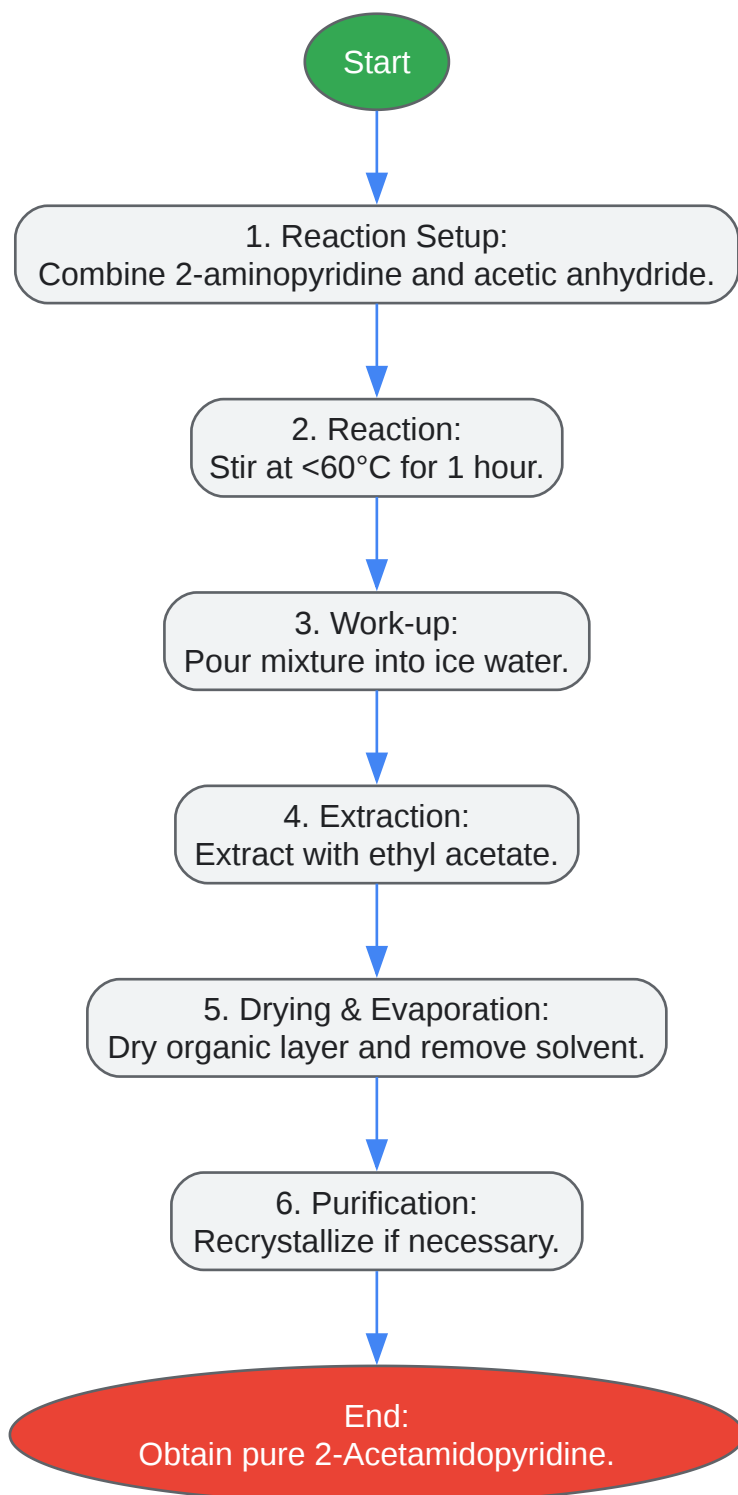 Start
1. Reaction Setup:
Combine 2-aminopyridine and acetic anhydride.
2. Reaction:
Stir at <60°C for 1 hour.
3. Work-up:
Pour mixture into ice water.
4. Extraction:
Extract with ethyl acetate.
5. Drying & Evaporation:
Dry organic layer and remove solvent.
6. Purification:
Recrystallize if necessary.
End:
Obtain pure 2-Acetamidopyridine.